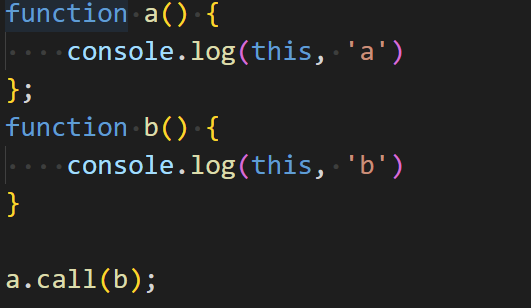 function a() {
    console.log(this, 'a')
};
function b() {
    console.log(this, 'b')
}
a.call(b);